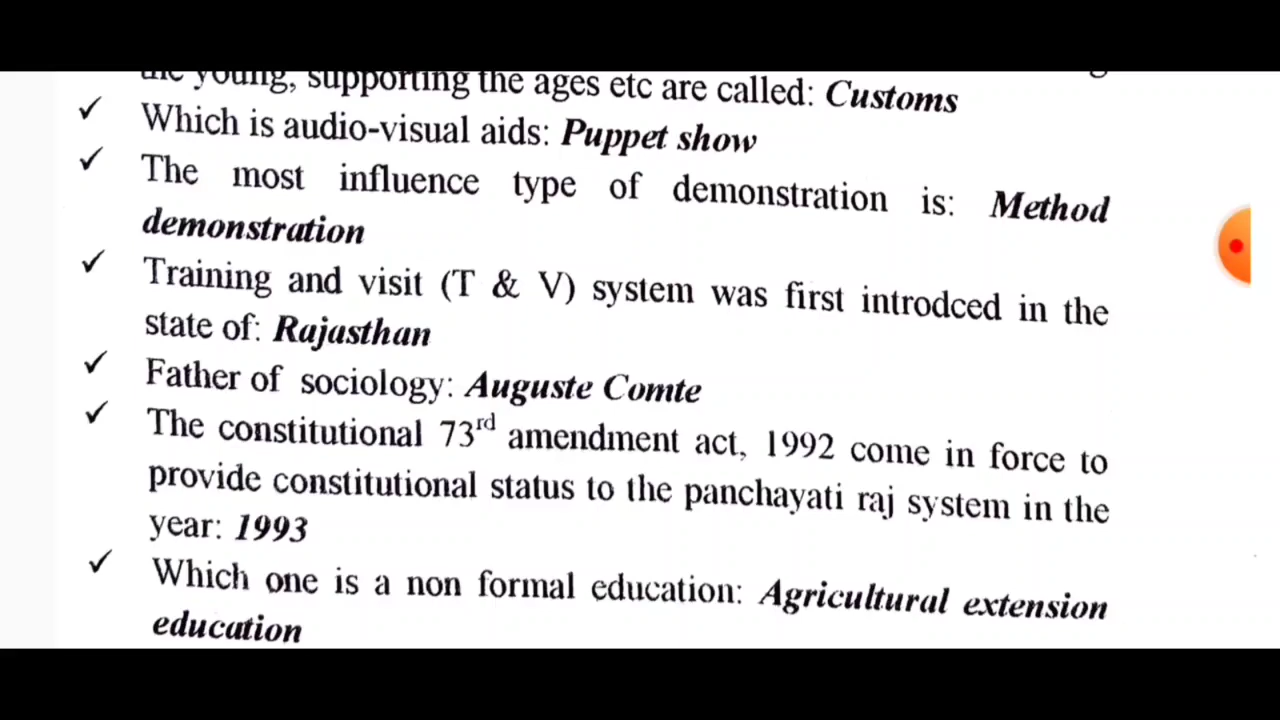 the young, supporting the ages etc are called: Customs
✓ Which is audio-visual aids: Puppet show
✓ The most influence type of demonstration is: Method
demonstration
✓ Training and visit (T & V) system was first introdced in the
state of: Rajasthan
✓ Father of sociology: Auguste Comte
✓ The constitutional 73rd amendment act, 1992 come in force to
provide constitutional status to the panchayati raj system in the
year: 1993
✓ Which one is a non formal education: Agricultural extension
education